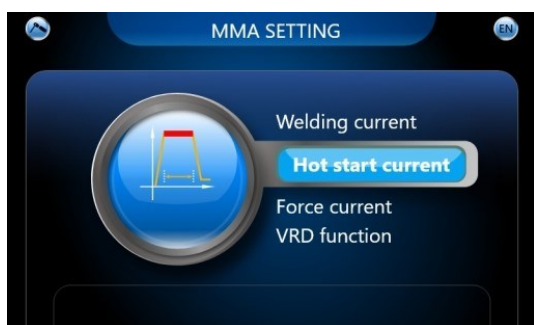 MMA SETTING
EN
Welding current
Hot start current
Force current
VRD function